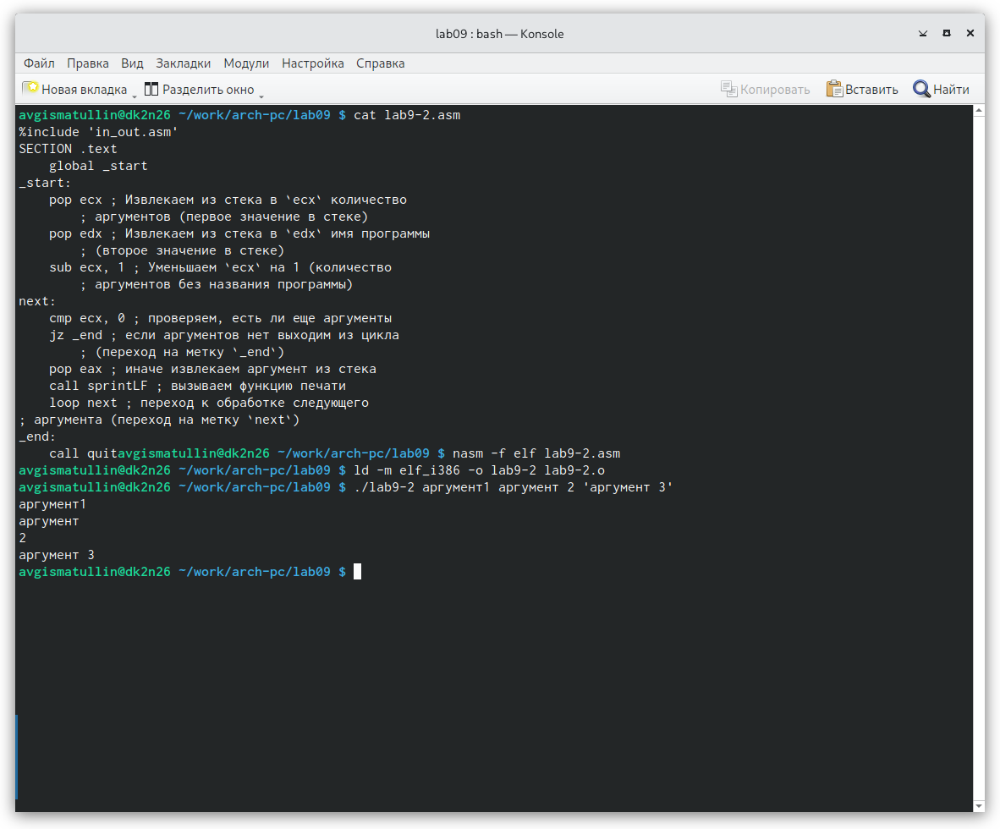 lab09 : bash — Konsole
Файл Правка Вид Закладки Модули Настройка Справка
Новая вкладка Разделить окно Копировать Вставить Найти
avgismatullin@dk2n26 ~/work/arch-pc/lab09 $ cat lab9-2.asm
%include 'in_out.asm'
SECTION .text
    global _start
_start:
    pop ecx ; Извлекаем из стека в `ecx` количество
        ; аргументов (первое значение в стеке)
    pop edx ; Извлекаем из стека в `edx` имя программы
        ; (второе значение в стеке)
    sub ecx, 1 ; Уменьшаем `ecx` на 1 (количество
        ; аргументов без названия программы)
next:
    cmp ecx, 0 ; проверяем, есть ли еще аргументы
    jz _end ; если аргументов нет выходим из цикла
        ; (переход на метку `_end`)
    pop eax ; иначе извлекаем аргумент из стека
    call sprintLF ; вызываем функцию печати
    loop next ; переход к обработке следующего
; аргумента (переход на метку `next`)
_end:
    call quitavgismatullin@dk2n26 ~/work/arch-pc/lab09 $ nasm -f elf lab9-2.asm
avgismatullin@dk2n26 ~/work/arch-pc/lab09 $ ld -m elf_i386 -o lab9-2 lab9-2.o
avgismatullin@dk2n26 ~/work/arch-pc/lab09 $ ./lab9-2 аргумент1 аргумент 2 'аргумент 3'
аргумент1
аргумент
2
аргумент 3
avgismatullin@dk2n26 ~/work/arch-pc/lab09 $